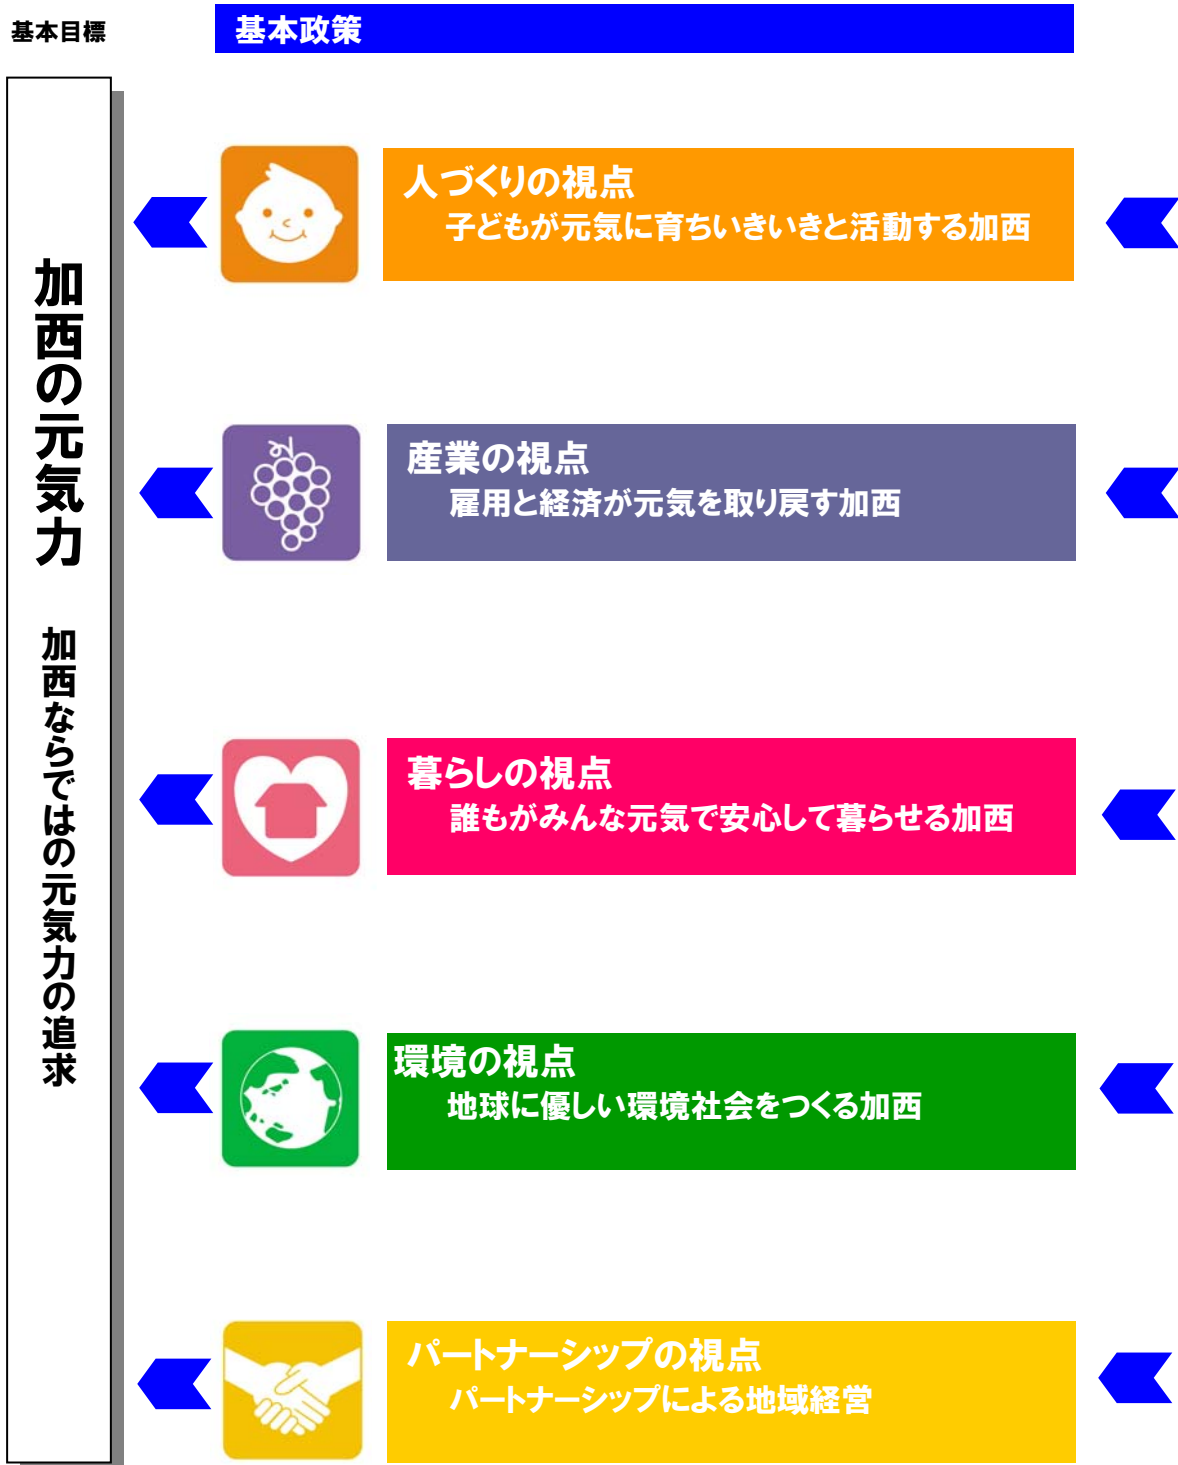 基本目標
基本政策
加西の元気力 加西ならではの元気力の追求
人づくりの視点
子どもが元気に育ちいきいきと活動する加西
産業の視点
雇用と経済が元気を取り戻す加西
暮らしの視点
誰もがみんな元気で安心して暮らせる加西
環境の視点
地球に優しい環境社会をつくる加西
パートナーシップの視点
パートナーシップによる地域経営